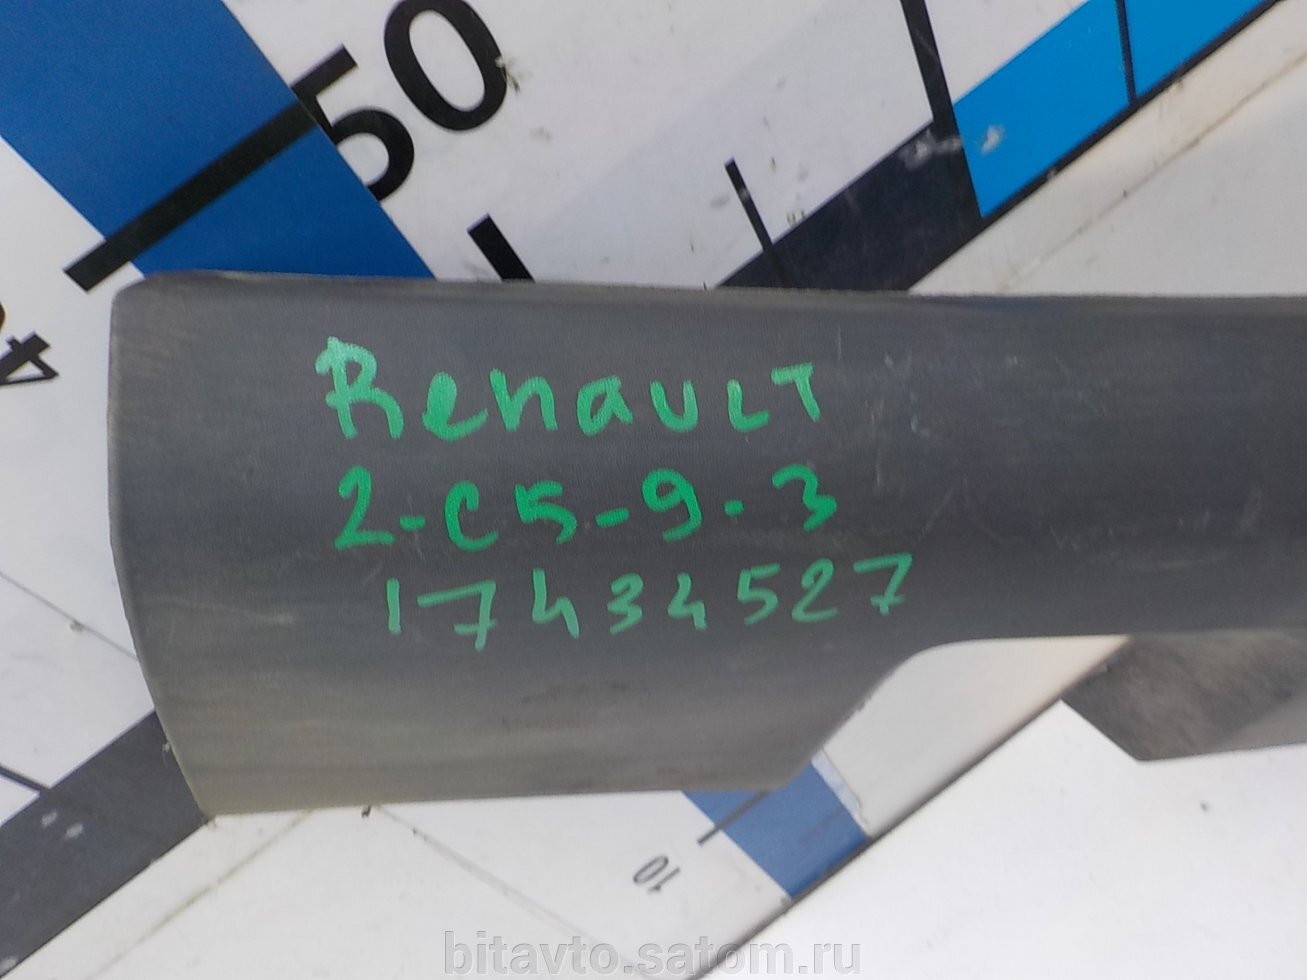 50
Renault
2-C5-9-3
17434527
10
bitavto.satom.ru